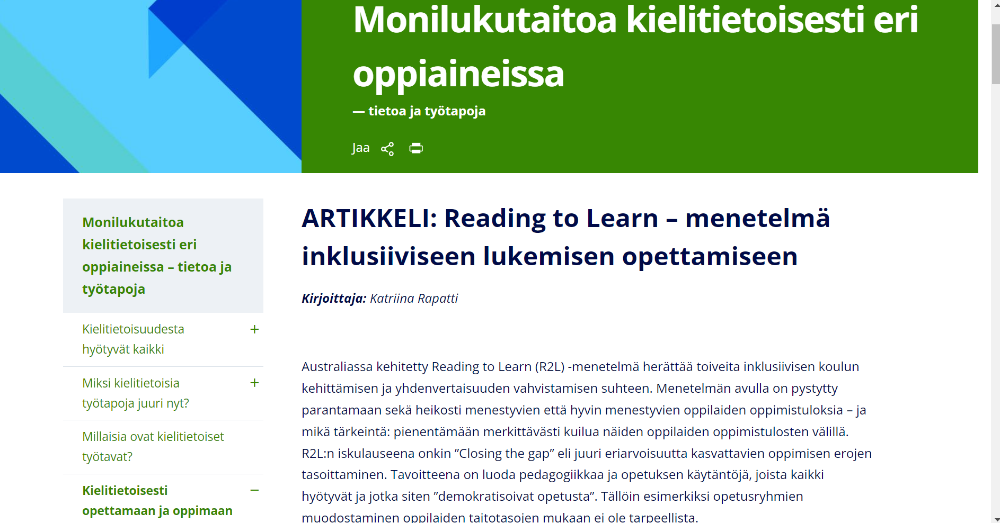 Monilukutaitoa kielitietoisesti eri
oppiaineissa
— tietoa ja työtapoja
Jaa
Monilukutaitoa
kielitietoisesti eri
oppiaineissa – tietoa ja
työtapoja
Kielitietoisuudesta
hyötyvät kaikki
Miksi kielitietoisia
työtapoja juuri nyt?
Millaisia ovat kielitietoiset
työtavat?
Kielitietoisesti
opettamaan ja oppimaan
ARTIKKELI: Reading to Learn – menetelmä
inklusiiviseen lukemisen opettamiseen
Kirjoittaja: Katriina Rapatti
Australiassa kehitetty Reading to Learn (R2L) -menetelmä herättää toiveita inklusiivisen koulun
kehittämisen ja yhdenvertaisuuden vahvistamisen suhteen. Menetelmän avulla on pystytty
parantamaan sekä heikosti menestyvien että hyvin menestyvien oppilaiden oppimistuloksia – ja
mikä tärkeintä: pienentämään merkittävästi kuilua näiden oppilaiden oppimistulosten välillä.
R2L:n iskulauseena onkin ”Closing the gap” eli juuri eriarvoisuutta kasvattavien oppimisen erojen
tasoittaminen. Tavoitteena on luoda pedagogiikkaa ja opetuksen käytäntöjä, joista kaikki
hyötyvät ja jotka siten ”demokratisoivat opetusta”. Tällöin esimerkiksi opetusryhmien
muodostaminen oppilaiden taitotasojen mukaan ei ole tarpeellista.